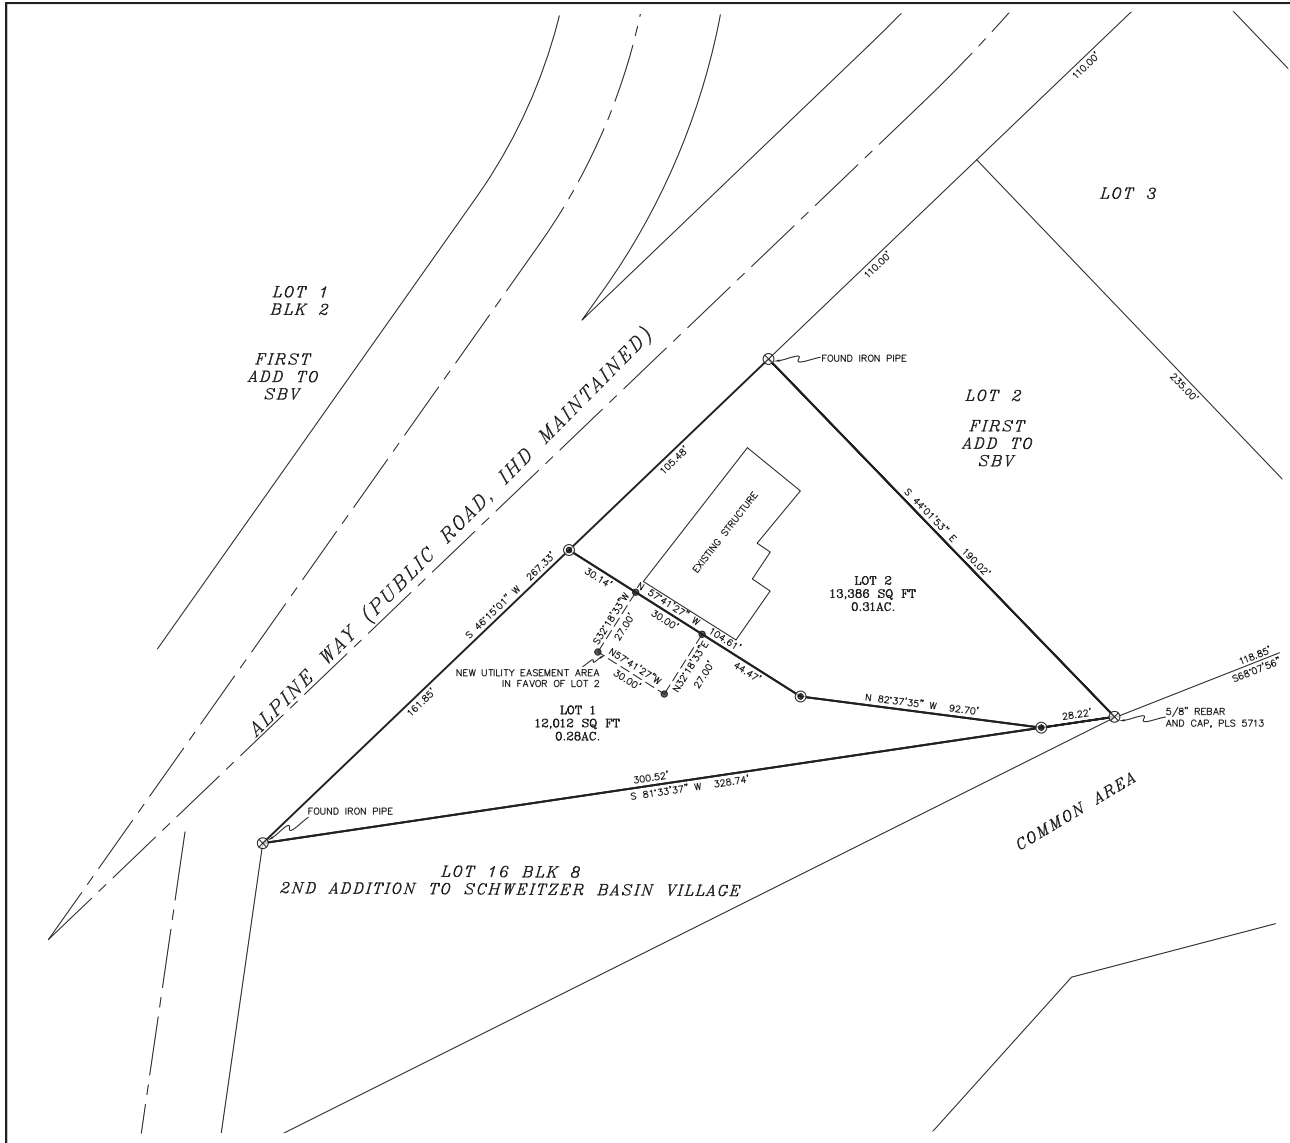 110.00'
LOT 3
110.00'
LOT 1
BLK 2
FIRST
ADD TO
SBV
FOUND IRON PIPE
235.00'
LOT 2
FIRST
ADD TO
SBV
ALPINE WAY (PUBLIC ROAD, IHD MAINTAINED)
105.48'
EXISTING STRUCTURE
S 44°01'53" E 190.02'
S 46°15'01" W 267.33'
30.14'
N 57°41'27" W 104.61'
30.00'
LOT 2
13,386 SQ FT
0.31AC.
S32°18'33"W
27.00'
N57°41'27"W
30.00'
N32°18'33"E
27.00'
44.47'
NEW UTILITY EASEMENT AREA
IN FAVOR OF LOT 2
118.85'
S68°07'56"
161.85'
LOT 1
12,012 SQ FT
0.28AC.
N 82°37'35" W 92.70'
28.22'
5/8" REBAR
AND CAP, PLS 5713
300.52'
S 81°33'37" W 328.74'
FOUND IRON PIPE
COMMON AREA
LOT 16 BLK 8
2ND ADDITION TO SCHWEITZER BASIN VILLAGE